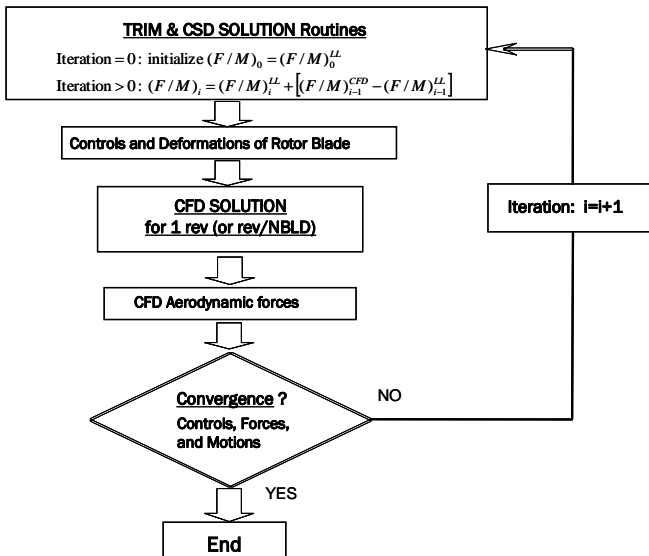 TRIM & CSD SOLUTION Routines
Iteration = 0: initialize (F/M)_0 = (F/M)_0^{LL}
Iteration > 0: (F/M)_i = (F/M)_i^{LL} + [(F/M)_{i-1}^{CFD} − (F/M)_{i-1}^{LL}]
Controls and Deformations of Rotor Blade
CFD SOLUTION
for 1 rev (or rev/NBLD)
Iteration: i=i+1
CFD Aerodynamic forces
Convergence ?
Controls, Forces,
and Motions
NO
YES
End